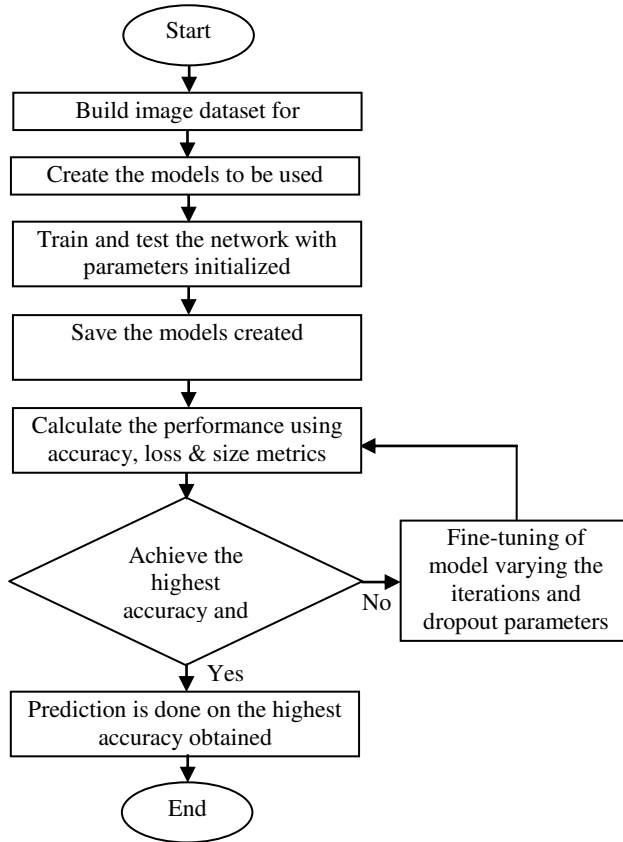 Start
Build image dataset for
Create the models to be used
Train and test the network with
parameters initialized
Save the models created
Calculate the performance using
accuracy, loss & size metrics
Achieve the
highest
accuracy and
No
Fine-tuning of
model varying the
iterations and
dropout parameters
Yes
Prediction is done on the highest
accuracy obtained
End